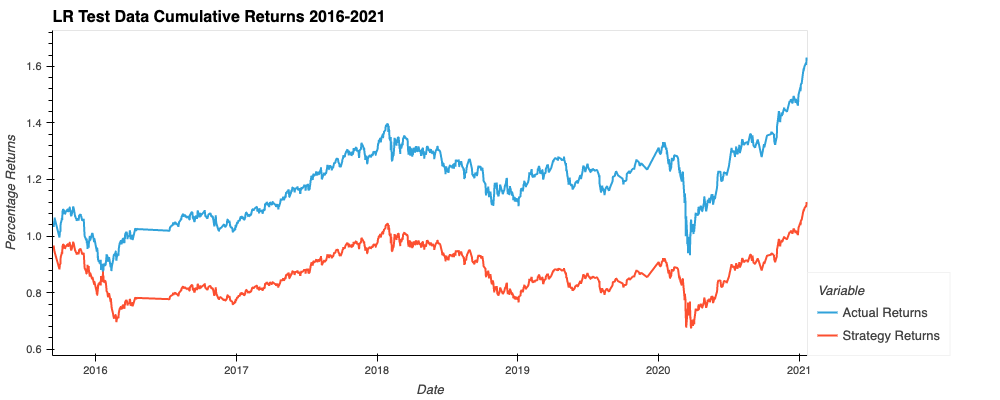 LR Test Data Cumulative Returns 2016-2021
Percentage Returns
1.6
1.4
1.2
1.0
0.8
0.6
2016 2017 2018 2019 2020 2021
Date
Variable
Actual Returns
Strategy Returns